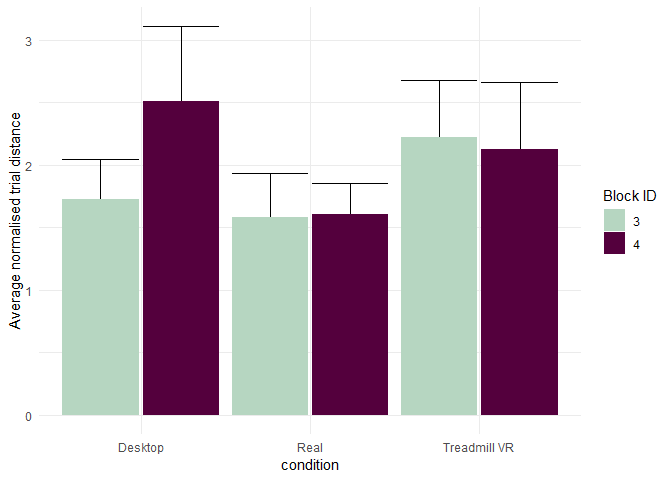 Average normalised trial distance
3
2
1
0
Desktop
Real
Treadmill VR
condition
Block ID
3
4